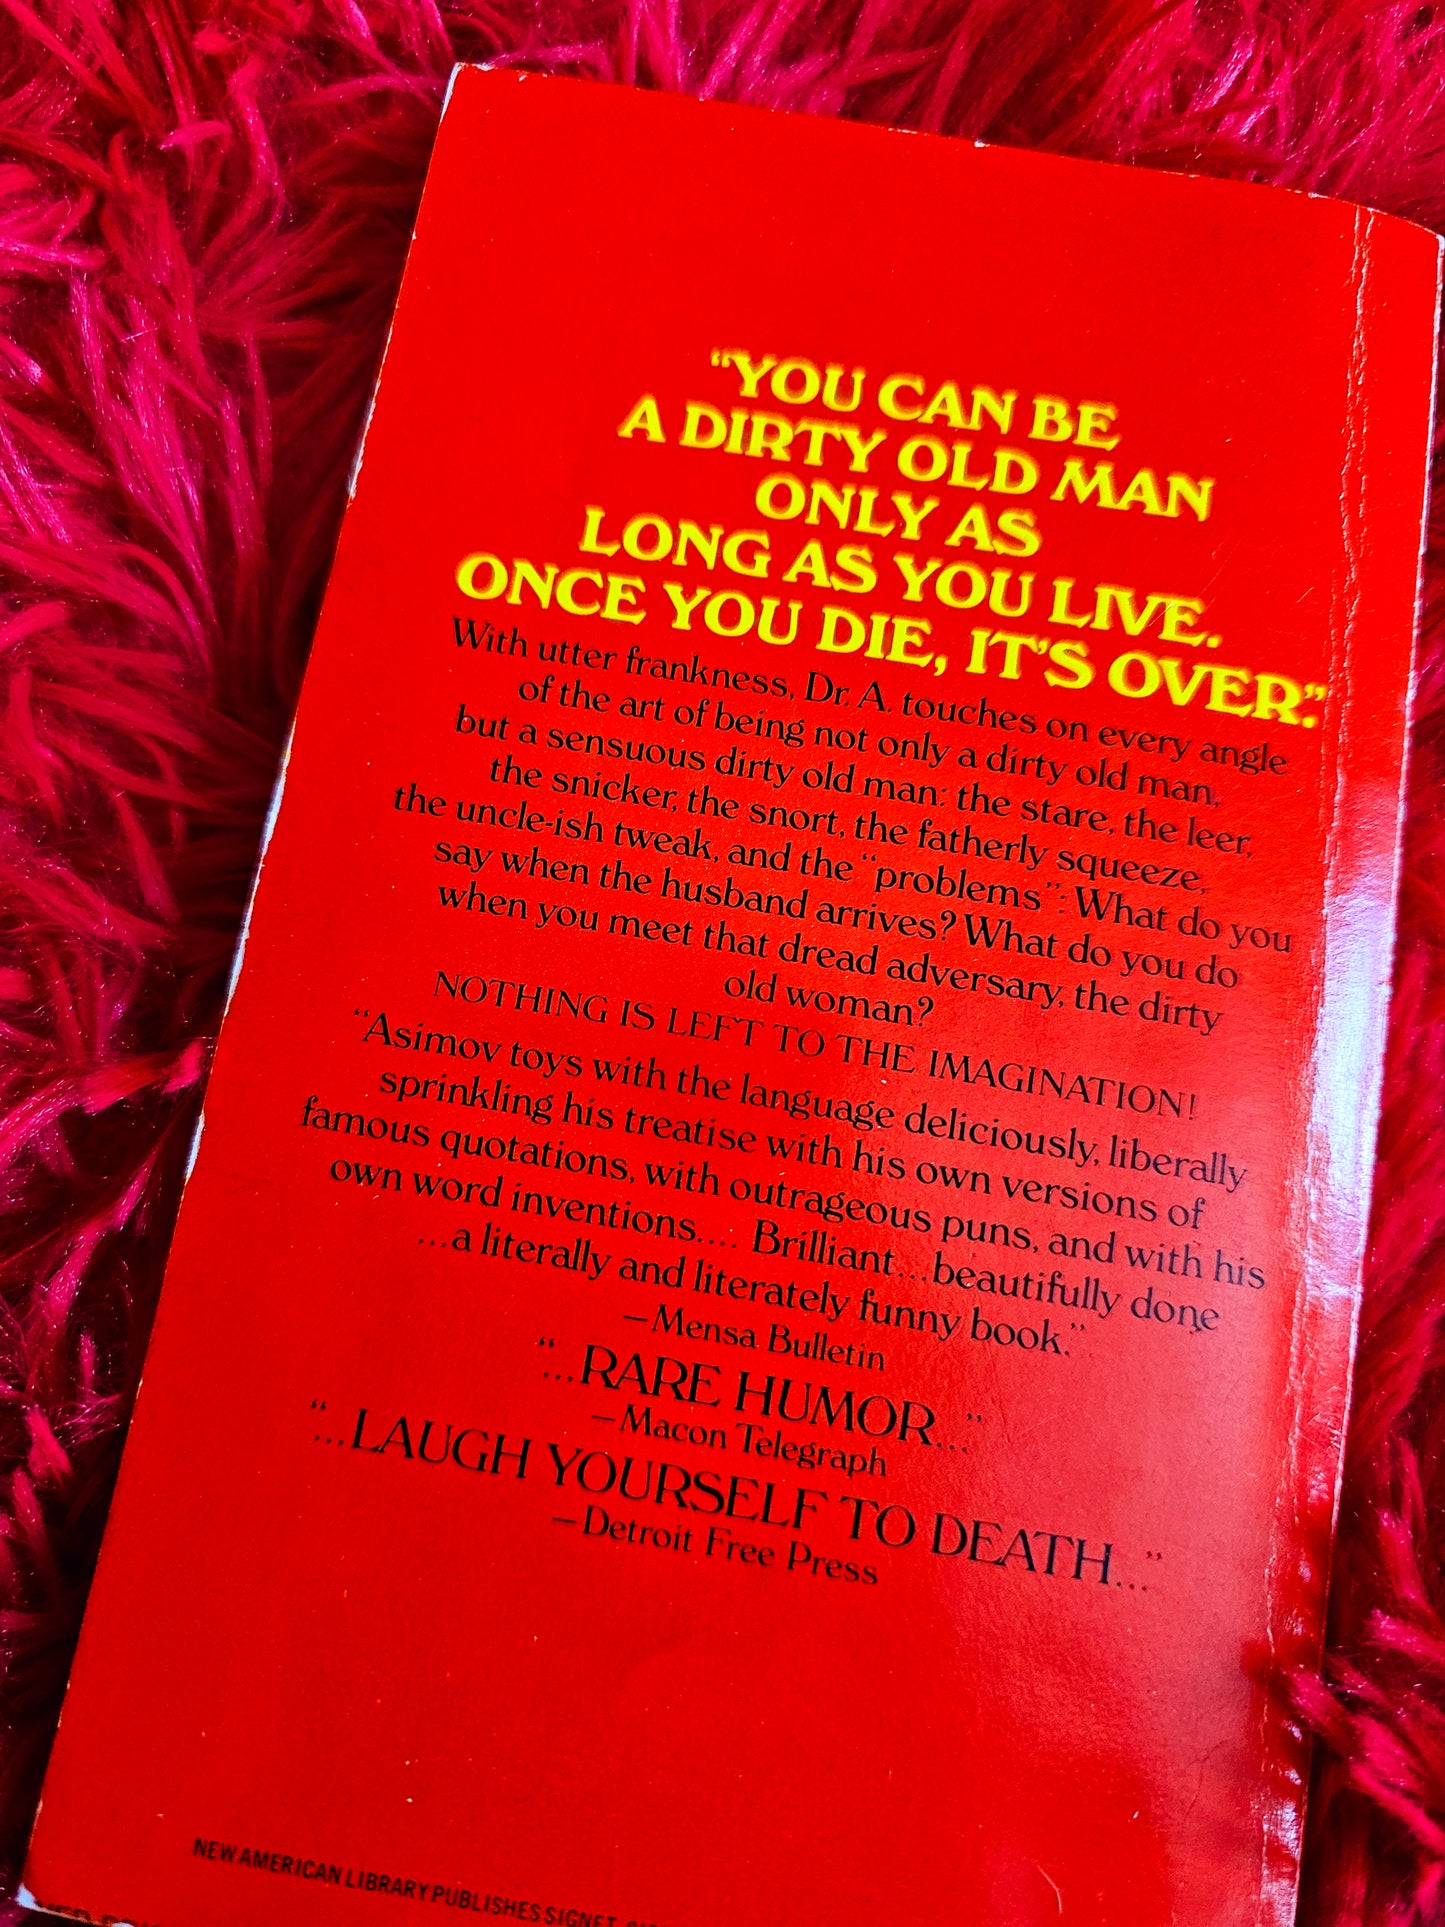 “YOU CAN BE
A DIRTY OLD MAN
ONLY AS
LONG AS YOU LIVE.
ONCE YOU DIE, IT’S OVER.”
With utter frankness, Dr. A. touches on every angle
of the art of being not only a dirty old man,
but a sensuous dirty old man: the stare, the leer,
the snicker, the snort, the fatherly squeeze,
the uncle-ish tweak, and the “problems”: What do you
say when the husband arrives? What do you do
when you meet that dread adversary, the dirty
old woman?
NOTHING IS LEFT TO THE IMAGINATION!
“Asimov toys with the language deliciously, liberally
sprinkling his treatise with his own versions of
famous quotations, with outrageous puns, and with his
own word inventions.... Brilliant...beautifully done
...a literally and literately funny book.”
—Mensa Bulletin
“...RARE HUMOR...”
—Macon Telegraph
“...LAUGH YOURSELF TO DEATH...”
—Detroit Free Press
NEW AMERICAN LIBRARY PUBLISHES SIGNET,